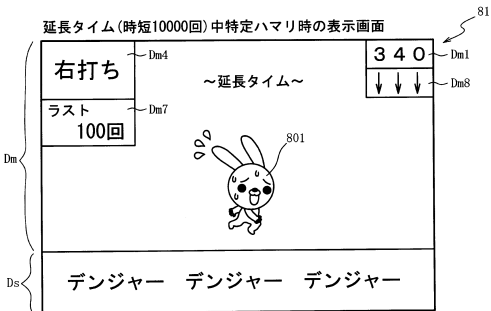 延長タイム(時短10000回)中特定ハマリ時の表示画面
81
右打ち
Dm4
340
Dm1
～延長タイム～
↓↓↓
Dm8
ラスト
Dm7
100回
801
Dm
Ds
デンジャー デンジャー デンジャー